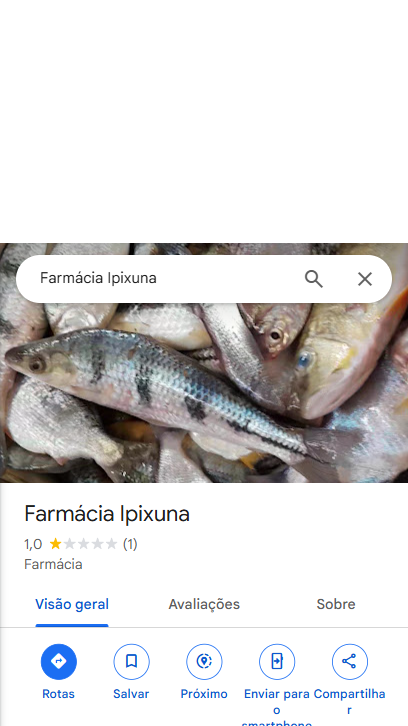 Farmácia Ipixuna
Farmácia Ipixuna
1,0 (1)
Farmácia
Visão geral Avaliações Sobre
Rotas Salvar Próximo Enviar para o smartphone Compartilhar